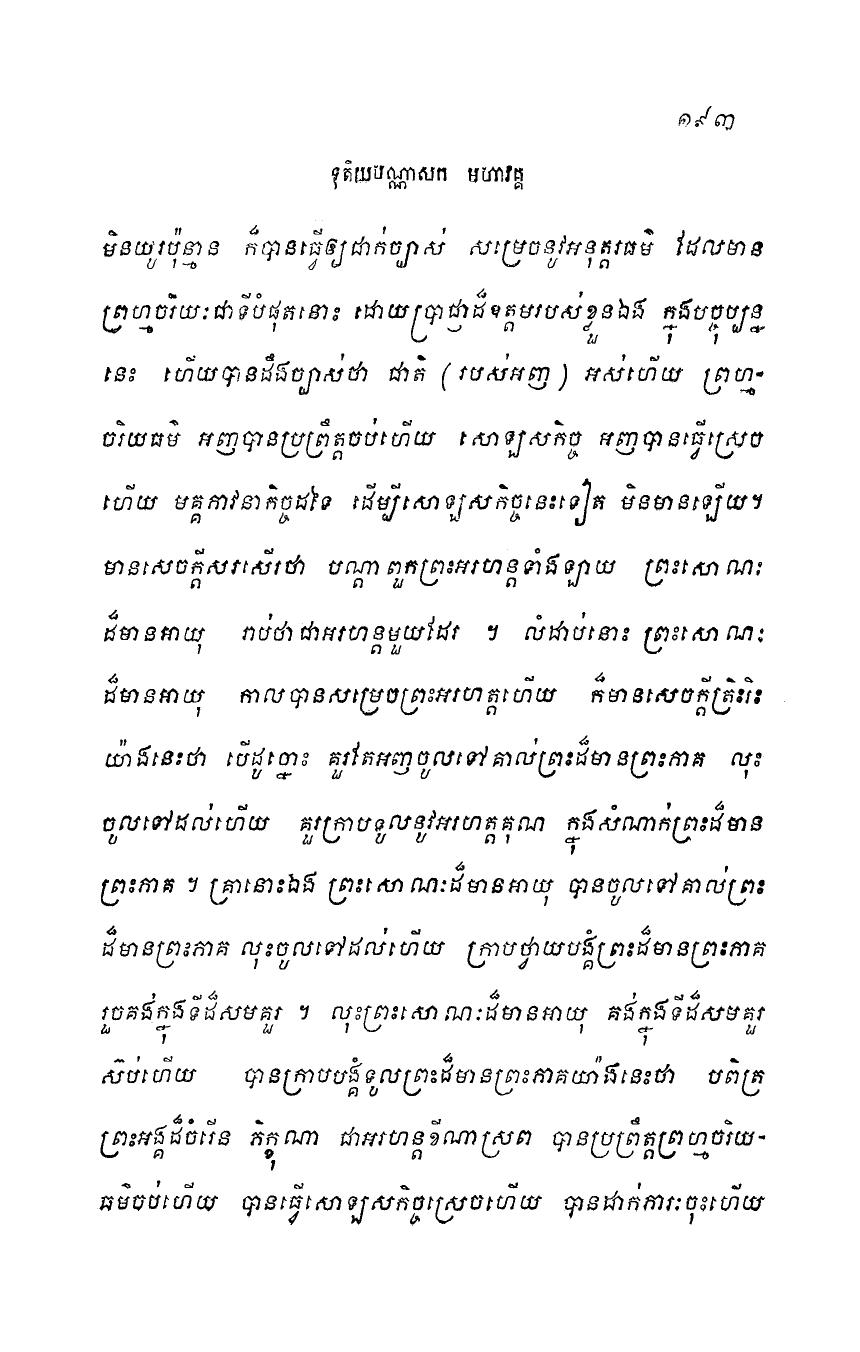 ១៩៣
ទុតិយបណ្ណាសក មហាវគ្គ
មិនយូរប៉ុន្មាន ក៏បានធ្វើឲ្យជាក់ច្បាស់ សម្រេចនូវអនុត្តរធម៌ ដែលមាន
ព្រហ្មចរិយៈជាទីបំផុតនោះ ដោយប្រាជ្ញាដ៏ឧត្តមរបស់ខ្លួនឯង ក្នុងបច្ចុប្បន្ន
នេះ ហើយបានដឹងច្បាស់ថា ជាតិ (របស់អញ) អស់ហើយ ព្រហ្ម-
ចរិយធម៌ អញបានប្រព្រឹត្តចប់ហើយ សោឡសកិច្ច អញបានធ្វើស្រេច
ហើយ មគ្គភាវនាកិច្ចដទៃ ដើម្បីសោឡសកិច្ចនេះទៀត មិនមានឡើយ។
មានសេចក្តីសរសើរថា បណ្តាពួកព្រះអរហន្តទាំងឡាយ ព្រះសោណៈ
ដ៏មានអាយុ រាប់ថាជាអរហន្តមួយដែរ ។ លំដាប់នោះ ព្រះសោណៈ
ដ៏មានអាយុ កាលបានសម្រេចព្រះអរហត្តហើយ ក៏មានសេចក្តីត្រិះរិះ
យ៉ាងនេះថា បើដូច្នោះ គួរតែអញចូលទៅគាល់ព្រះដ៏មានព្រះភាគ លុះ
ចូលទៅដល់ហើយ គួរក្រាបទូលនូវអរហត្តគុណ ក្នុងសំណាក់ព្រះដ៏មាន
ព្រះភាគ ។ គ្រានោះឯង ព្រះសោណៈដ៏មានអាយុ បានចូលទៅគាល់ព្រះ
ដ៏មានព្រះភាគ លុះចូលទៅដល់ហើយ ក្រាបថ្វាយបង្គំព្រះដ៏មានព្រះភាគ
រួចគង់ក្នុងទីដ៏សមគួរ ។ លុះព្រះសោណៈដ៏មានអាយុ គង់ក្នុងទីដ៏សមគួរ
ស៊ប់ហើយ បានក្រាបបង្គំទូលព្រះដ៏មានព្រះភាគយ៉ាងនេះថា បពិត្រ
ព្រះអង្គដ៏ចំរើន ភិក្ខុណា ជាអរហន្តខីណាស្រព បានប្រព្រឹត្តព្រហ្មចរិយ-
ធម៌ចប់ហើយ បានធ្វើសោឡសកិច្ចស្រេចហើយ បានដាក់ភារៈចុះហើយ